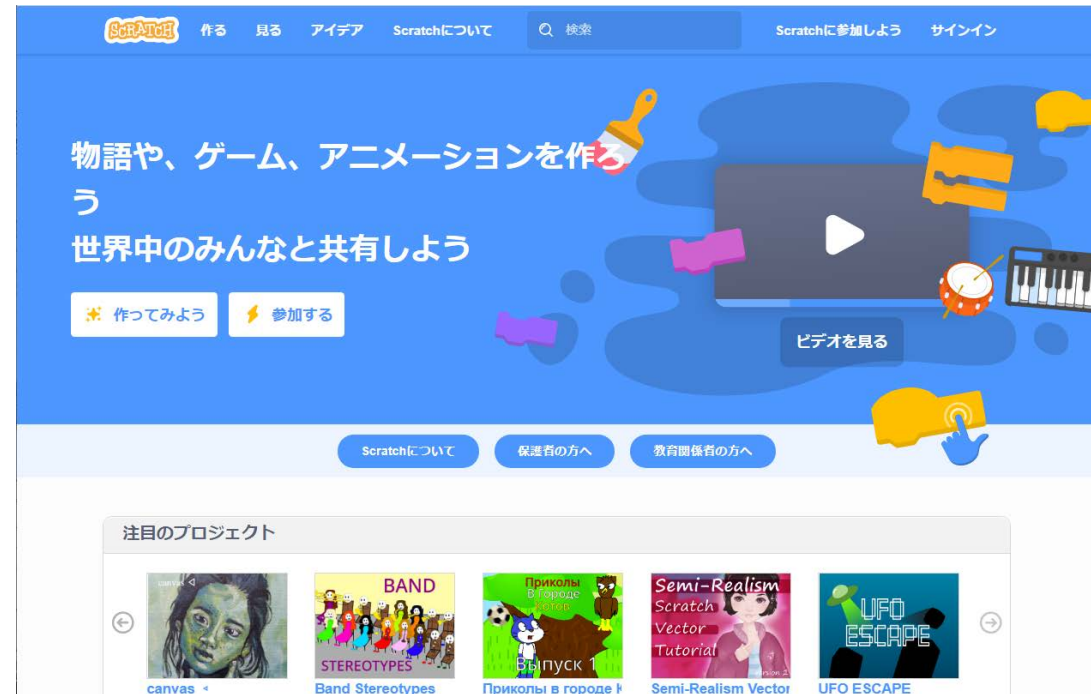 SCRATCH 作る 見る アイデア Scratchについて 検索 Scratchに参加しよう サインイン
物語や、ゲーム、アニメーションを作ろ
う
世界中のみんなと共有しよう
作ってみよう 参加する
ビデオを見る
Scratchについて 保護者の方へ 教育関係者の方へ
注目のプロジェクト
canvas
BAND
STEREOTYPES
Приколы
В городе
Котов
Выпуск 1
Semi-Realism
Scratch
Vector
Tutorial
UFO
ESCAPE
canvas Band Stereotypes Приколы в городе К Semi-Realism Vector UFO ESCAPE